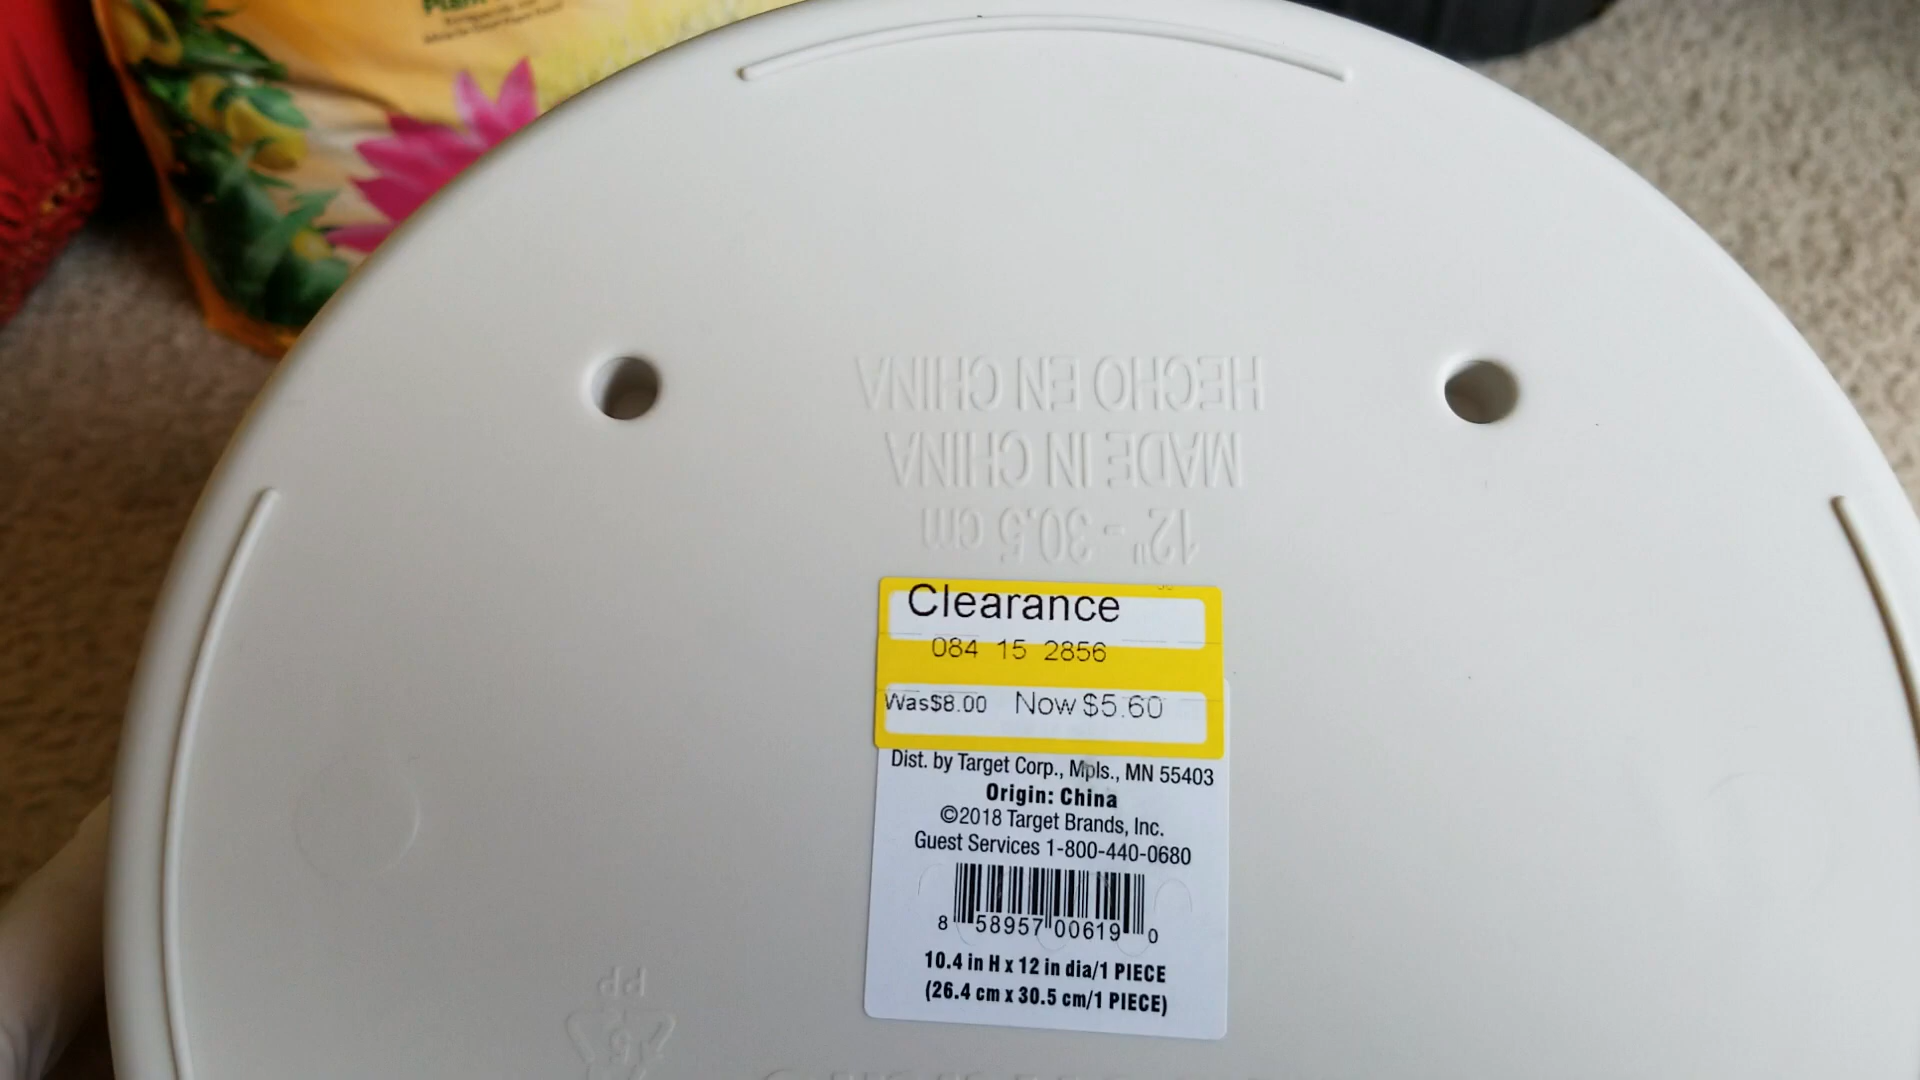 Plant
HECHO EN CHINA
MADE IN CHINA
12" - 30,5 cm
Clearance
084 15 2856
Was$8.00 Now $5.60
Dist. by Target Corp., Mpls., MN 55403
Origin: China
©2018 Target Brands, Inc.
Guest Services 1-800-440-0680
8 58957 00619 0
10.4 in H x 12 in dia/1 PIECE
(26.4 cm x 30.5 cm/1 PIECE)
PP